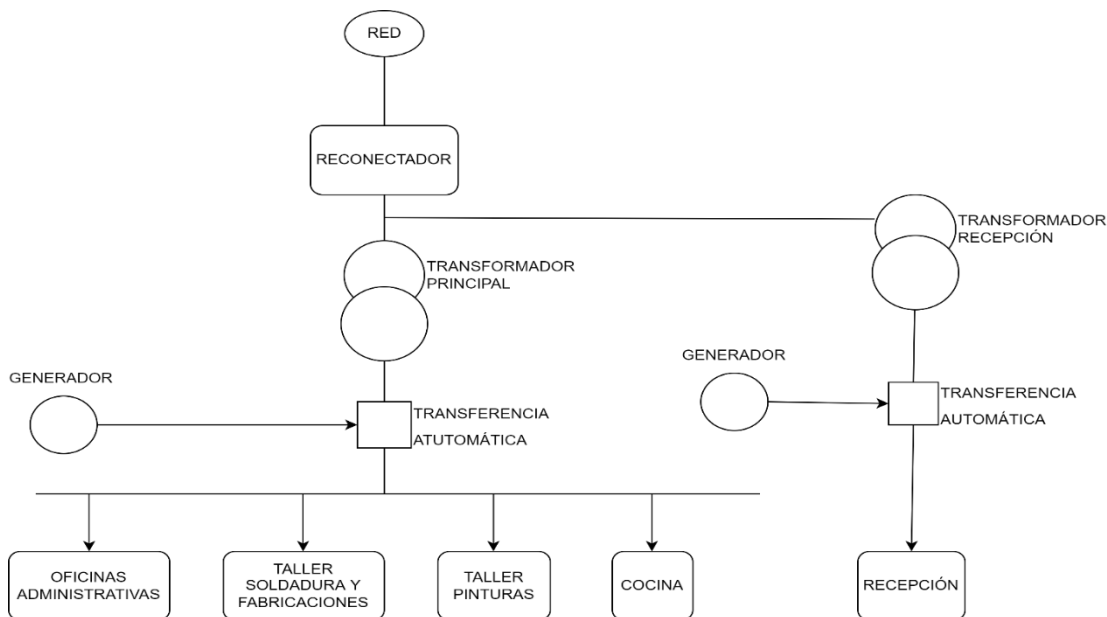 RED
RECONECTADOR
TRANSFORMADOR
RECEPCIÓN
TRANSFORMADOR
PRINCIPAL
GENERADOR
GENERADOR
TRANSFERENCIA
ATUTOMÁTICA
TRANSFERENCIA
AUTOMÁTICA
OFICINAS
ADMINISTRATIVAS
TALLER
SOLDADURA Y
FABRICACIONES
TALLER
PINTURAS
COCINA
RECEPCIÓN